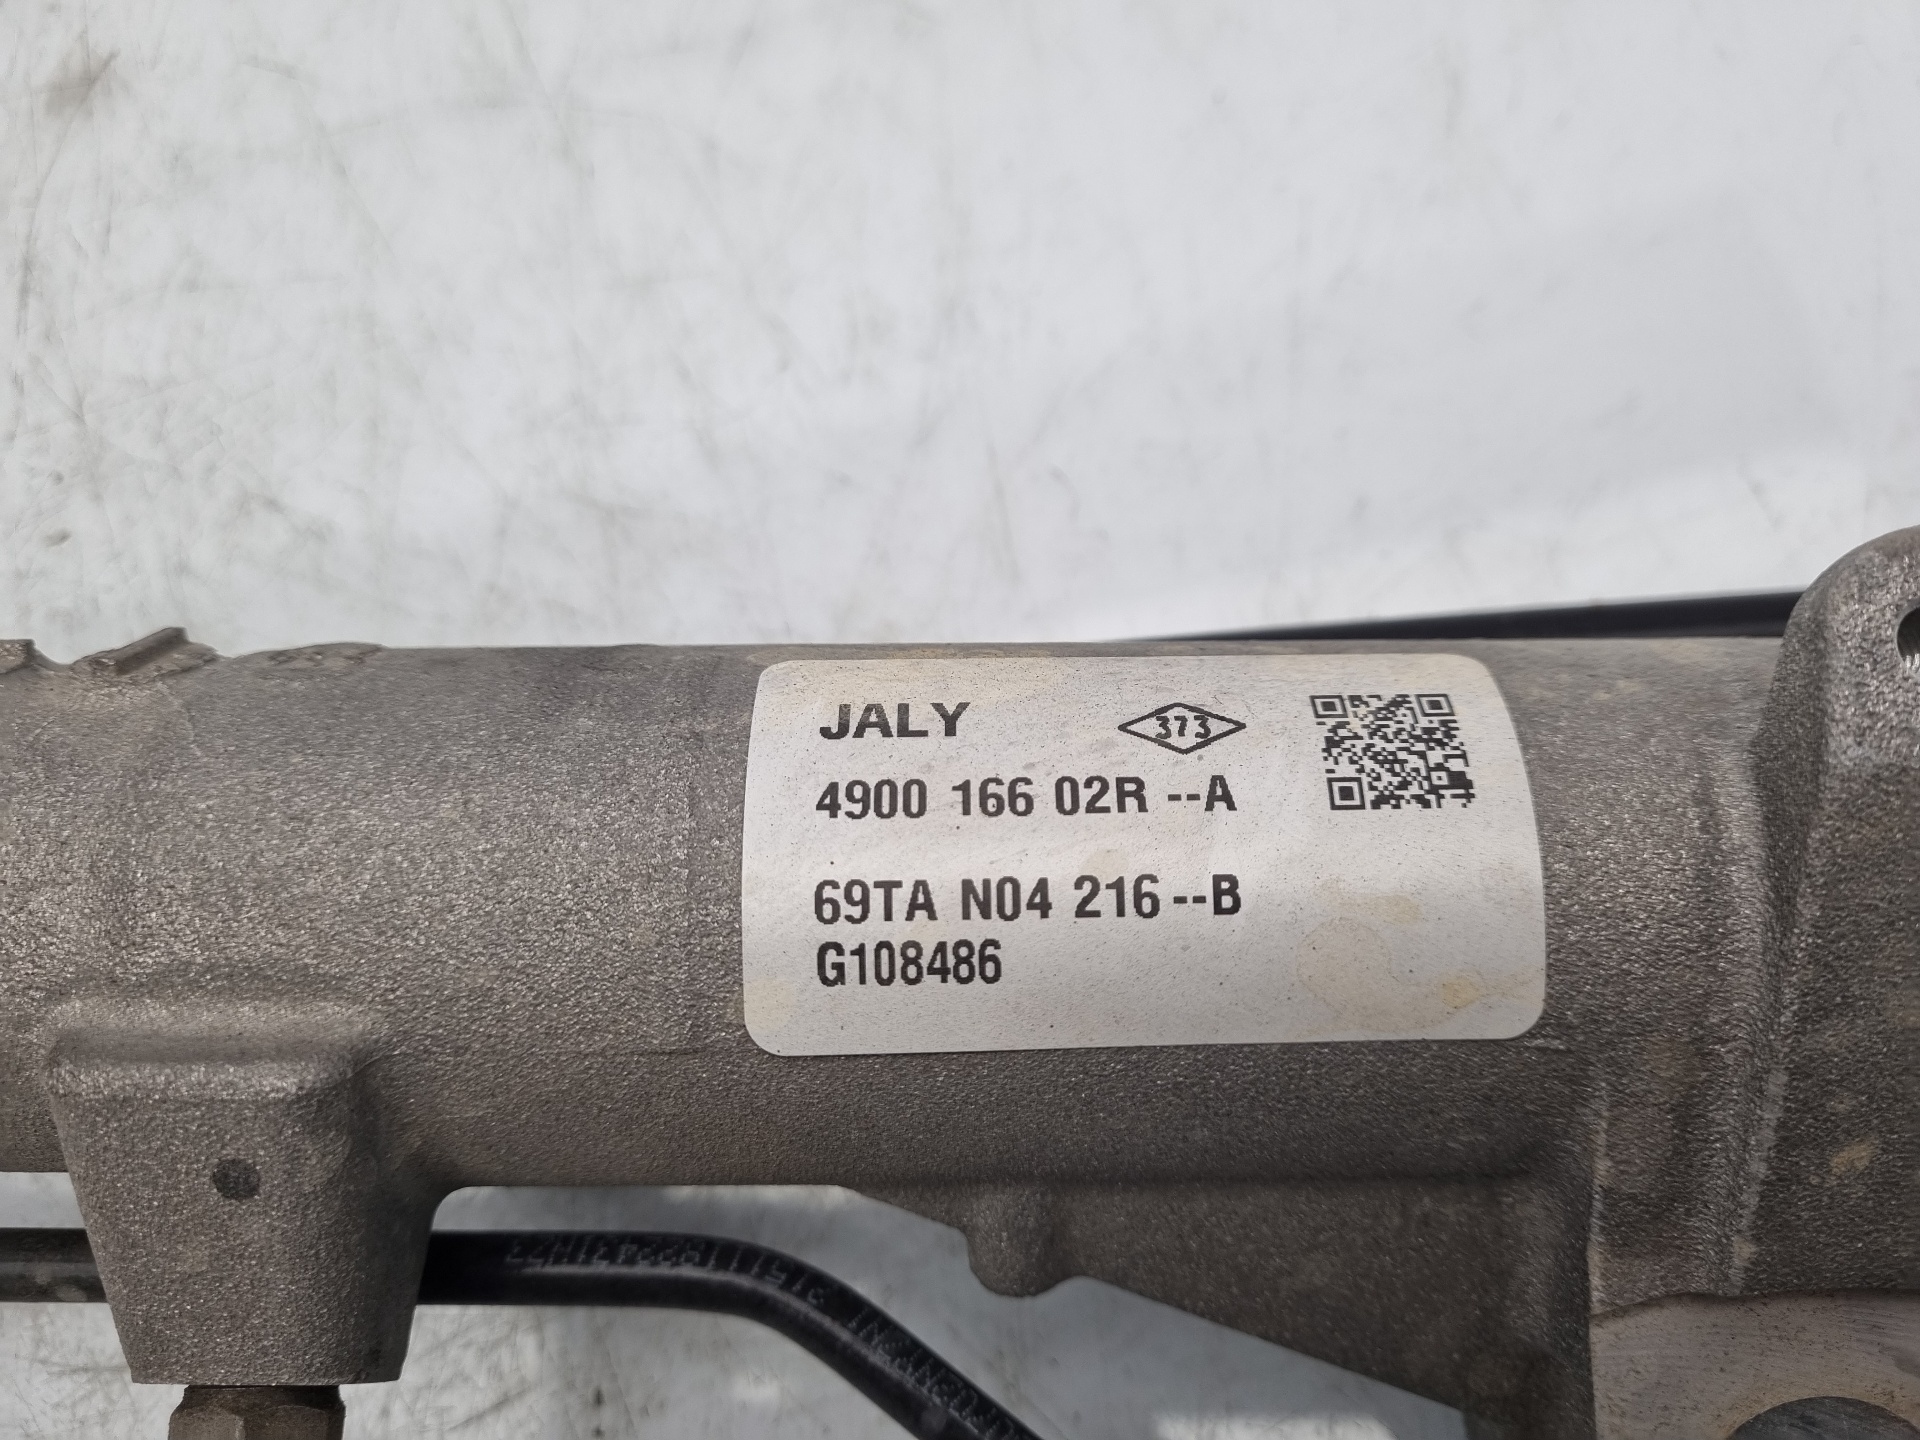 JALY 373
4900 166 02R --A
69TA N04 216 --B
G108486